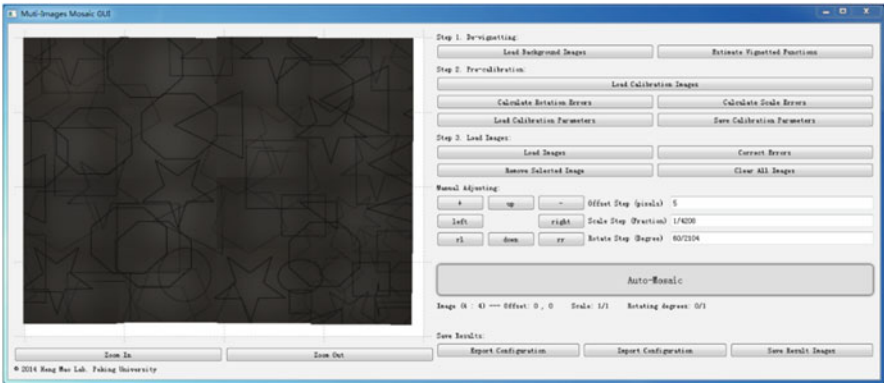 Muti-Images Mosaic GUI
Step 1. De-vignetting:
Load Background Images
Estimate Vignetted Functions
Step 2. Pre-calibration:
Load Calibration Images
Calculate Rotation Errors
Calculate Scale Errors
Load Calibration Parameters
Save Calibration Parameters
Step 3. Load Images:
Load Images
Correct Errors
Remove Selected Image
Clear All Images
Manual Adjusting:
+ up - Offset Step (pixels) 5
left right Scale Step (Fraction) 1/4200
rl down rr Rotate Step (Degree) 60/2104
Auto-Mosaic
Image (4 : 4) --- Offset: 0 , 0 Scale: 1/1 Rotating degrees: 0/1
Save Results:
Zoom In
Zoom Out
Export Configuration
Import Configuration
Save Result Images
© 2014 Heng Mao Lab. Peking University